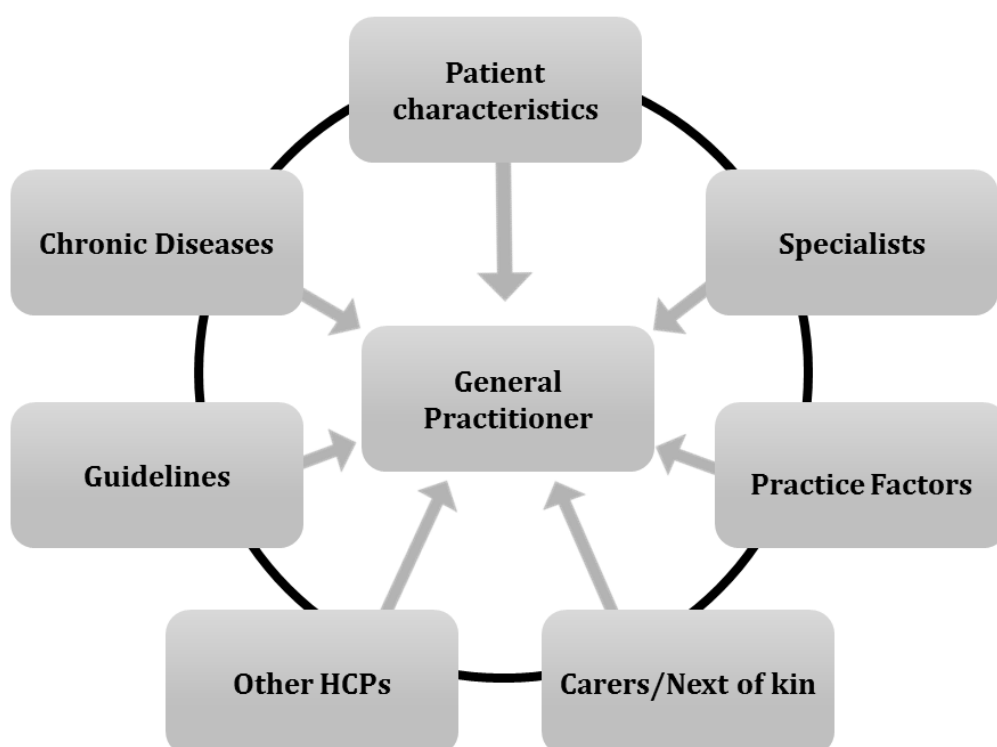 Patient
characteristics
Chronic Diseases
Specialists
General
Practitioner
Guidelines
Practice Factors
Other HCPs
Carers/Next of kin